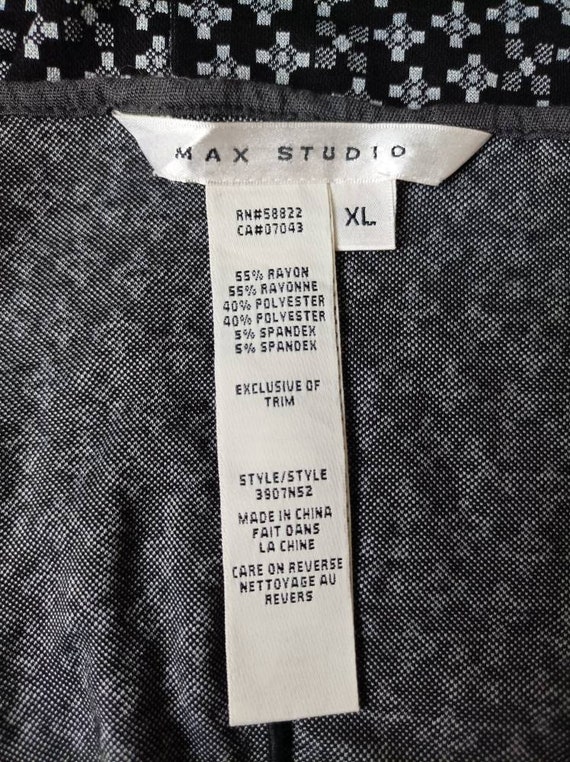 MAX STUDIO
XL
RN#58822
CA#07043
55% RAYON
55% RAYONNE
40% POLYESTER
40% POLYESTER
5% SPANDEX
5% SPANDEX
EXCLUSIVE OF
TRIM
STYLE/STYLE
3907N52
MADE IN CHINA
FAIT DANS
LA CHINE
CARE ON REVERSE
NETTOYAGE AU
REVERS